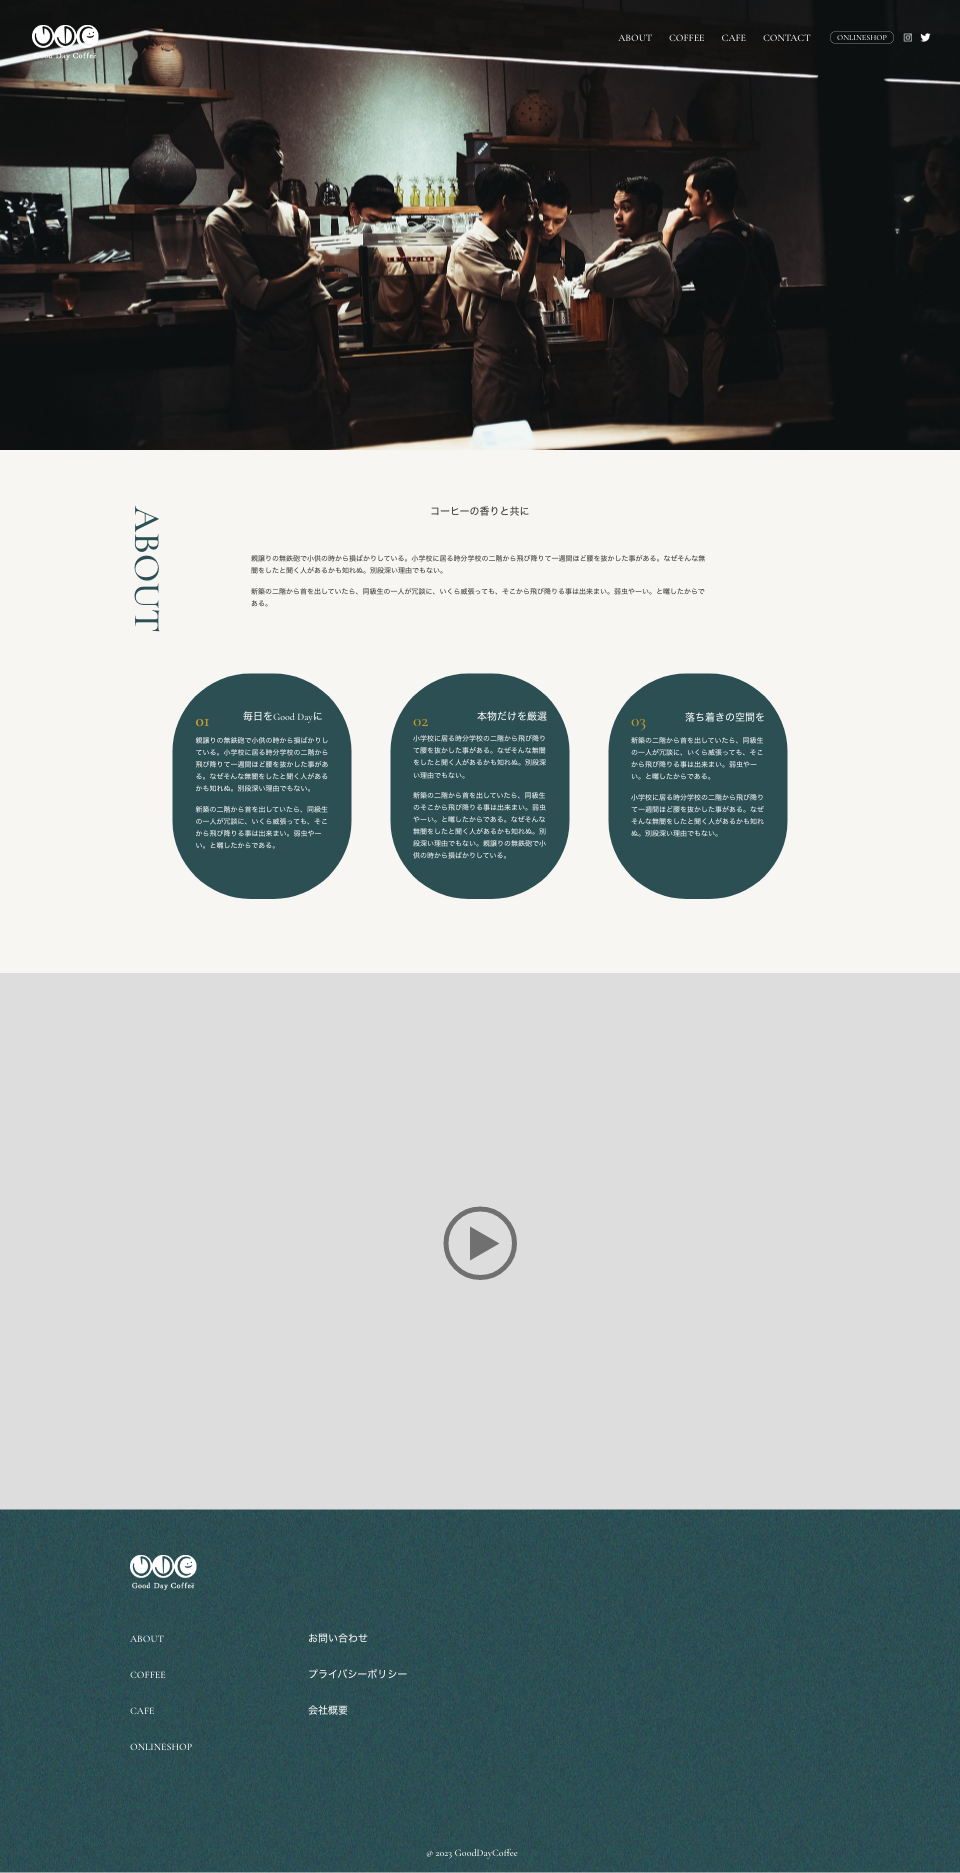 Good Day Coffee
ABOUT
COFFEE
CAFE
CONTACT
ONLINESHOP
ABOUT
コーヒーの香りと共に
親譲りの無鉄砲で小供の時から損ばかりしている。小学校に居る時分学校の二階から飛び降りて一週間ほど腰を抜かした事がある。なぜそんな無
闇をしたと聞く人があるかも知れぬ。別段深い理由でもない。
新築の二階から首を出していたら、同級生の一人が冗談に、いくら威張っても、そこから飛び降りる事は出来まい。弱虫やーい。と囃したからで
ある。
01
毎日をGood Dayに
親譲りの無鉄砲で小供の時から損ばかりし
ている。小学校に居る時分学校の二階から
飛び降りて一週間ほど腰を抜かした事があ
る。なぜそんな無闇をしたと聞く人がある
かも知れぬ。別段深い理由でもない。
新築の二階から首を出していたら、同級生
の一人が冗談に、いくら威張っても、そこ
から飛び降りる事は出来まい。弱虫やー
い。と囃したからである。
02
本物だけを厳選
小学校に居る時分学校の二階から飛び降り
て腰を抜かした事がある。なぜそんな無闇
をしたと聞く人があるかも知れぬ。別段深
い理由でもない。
新築の二階から首を出していたら、同級生
のそこから飛び降りる事は出来まい。弱虫
やーい。と囃したからである。なぜそんな
無闇をしたと聞く人があるかも知れぬ。別
段深い理由でもない。親譲りの無鉄砲で小
供の時から損ばかりしている。
03
落ち着きの空間を
新築の二階から首を出していたら、同級生
の一人が冗談に、いくら威張っても、そこ
から飛び降りる事は出来まい。弱虫やー
い。と囃したからである。
小学校に居る時分学校の二階から飛び降り
て一週間ほど腰を抜かした事がある。なぜ
そんな無闇をしたと聞く人があるかも知れ
ぬ。別段深い理由でもない。
Good Day Coffee
ABOUT
COFFEE
CAFE
ONLINESHOP
お問い合わせ
プライバシーポリシー
会社概要
@ 2023 GoodDayCoffee